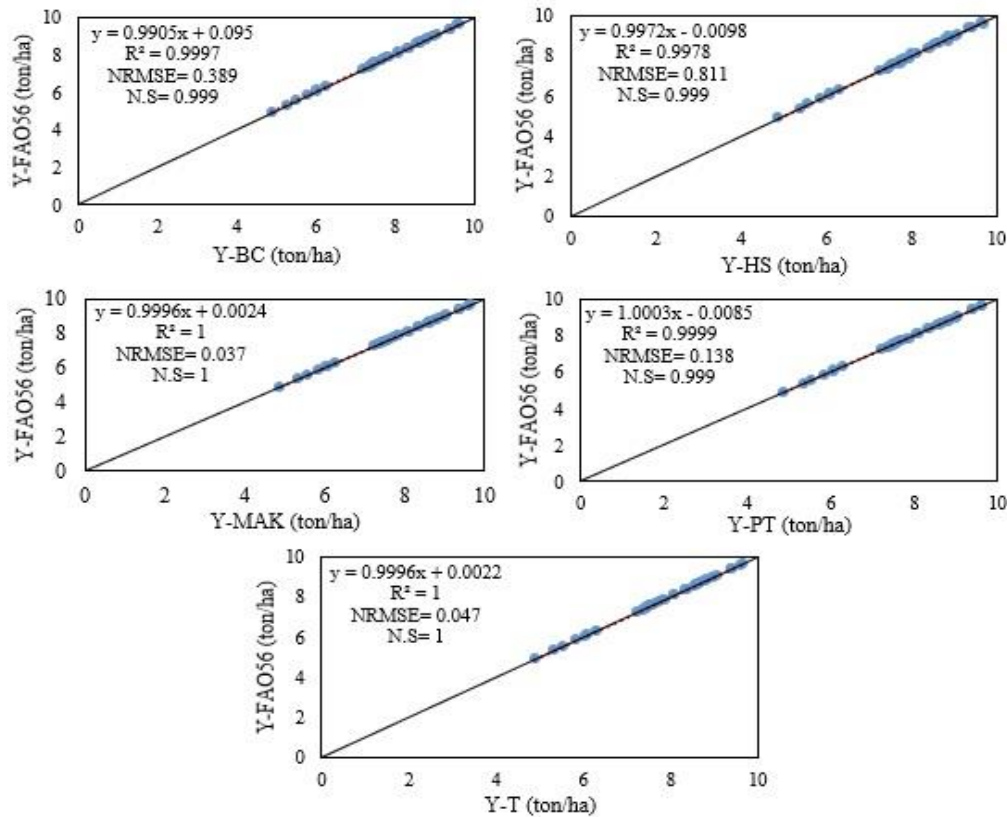 y = 0.9905x + 0.095
R² = 0.9997
NRMSE= 0.389
N.S= 0.999
Y-FAO56 (ton/ha)
10
8
6
4
2
0
0 2 4 6 8 10
Y-BC (ton/ha)
y = 0.9972x - 0.0098
R² = 0.9978
NRMSE= 0.811
N.S= 0.999
Y-FAO56 (ton/ha)
10
8
6
4
2
0
0 2 4 6 8 10
Y-HS (ton/ha)
y = 0.9996x + 0.0024
R² = 1
NRMSE= 0.037
N.S= 1
Y-FAO56 (ton/ha)
10
8
6
4
2
0
0 2 4 6 8 10
Y-MAK (ton/ha)
y = 1.0003x - 0.0085
R² = 0.9999
NRMSE= 0.138
N.S= 0.999
Y-FAO56 (ton/ha)
10
8
6
4
2
0
0 2 4 6 8 10
Y-PT (ton/ha)
y = 0.9996x + 0.0022
R² = 1
NRMSE= 0.047
N.S= 1
Y-FAO56 (ton/ha)
10
8
6
4
2
0
0 2 4 6 8 10
Y-T (ton/ha)